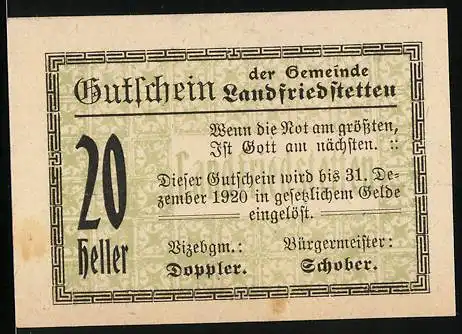 Gutschein der Gemeinde
Landfriedstetten
Wenn die Not am größten,
Ist Gott am nächsten. ::
20
Heller
Dieser Gutschein wird bis 31. De-
zember 1920 in gesetzlichem Gelde
eingelöst.
Vizebgm.: Bürgermeister:
Doppler. Schober.